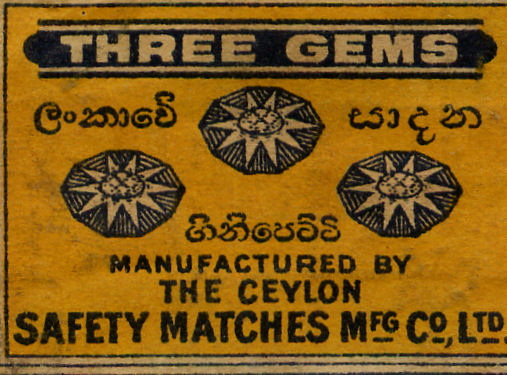 THREE GEMS
ලංකාවේ සාදන
ගිනිපෙට්ටි
MANUFACTURED BY
THE CEYLON
SAFETY MATCHES MFG CO, LTD.